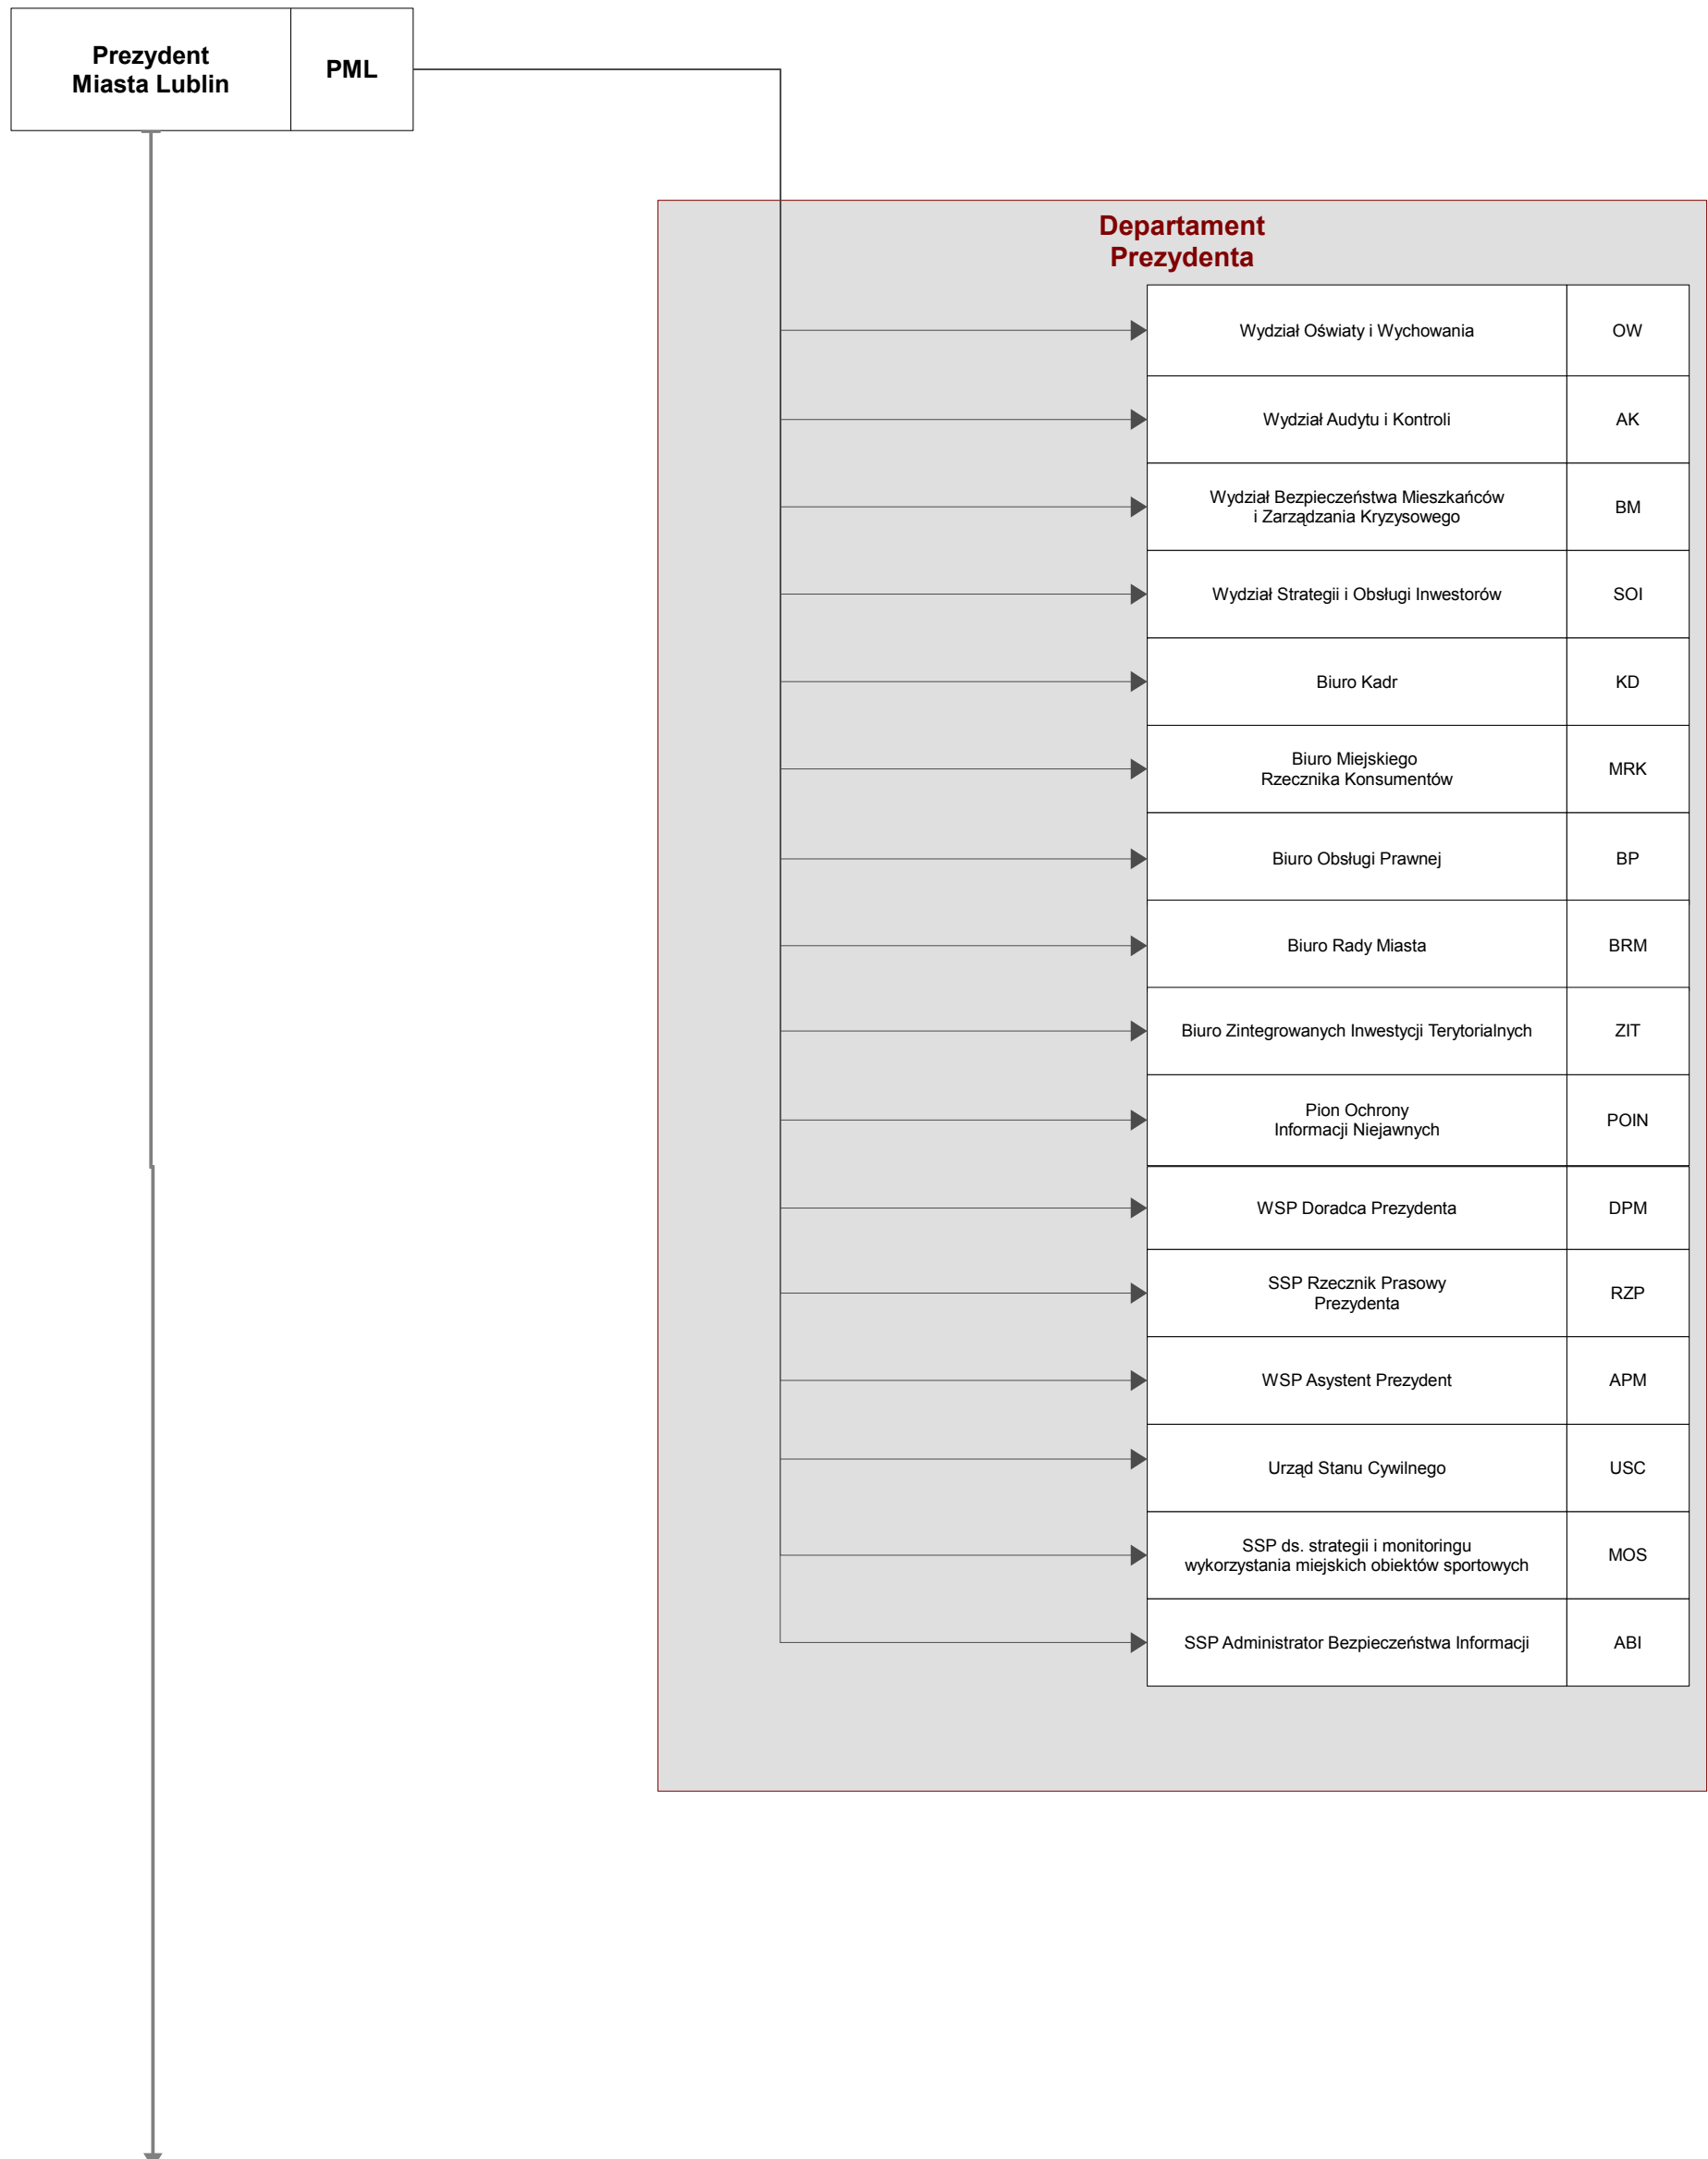 Prezydent
Miasta Lublin
PML
Departament
Prezydenta
Wydział Oświaty i Wychowania
OW
Wydział Audytu i Kontroli
AK
Wydział Bezpieczeństwa Mieszkańców
i Zarządzania Kryzysowego
BM
Wydział Strategii i Obsługi Inwestorów
SOI
Biuro Kadr
KD
Biuro Miejskiego
Rzecznika Konsumentów
MRK
Biuro Obsługi Prawnej
BP
Biuro Rady Miasta
BRM
Biuro Zintegrowanych Inwestycji Terytorialnych
ZIT
Pion Ochrony
Informacji Niejawnych
POIN
WSP Doradca Prezydenta
DPM
SSP Rzecznik Prasowy
Prezydenta
RZP
WSP Asystent Prezydent
APM
Urząd Stanu Cywilnego
USC
SSP ds. strategii i monitoringu
wykorzystania miejskich obiektów sportowych
MOS
SSP Administrator Bezpieczeństwa Informacji
ABI